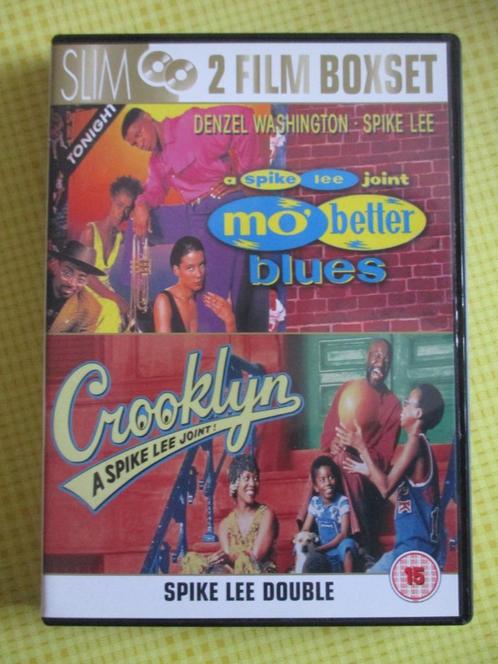 SLIM 2 FILM BOXSET
TONIGHT
DENZEL WASHINGTON · SPIKE LEE
a spike lee joint
mo' better
blues
Crooklyn
A SPIKE LEE JOINT!
SPIKE LEE DOUBLE
15